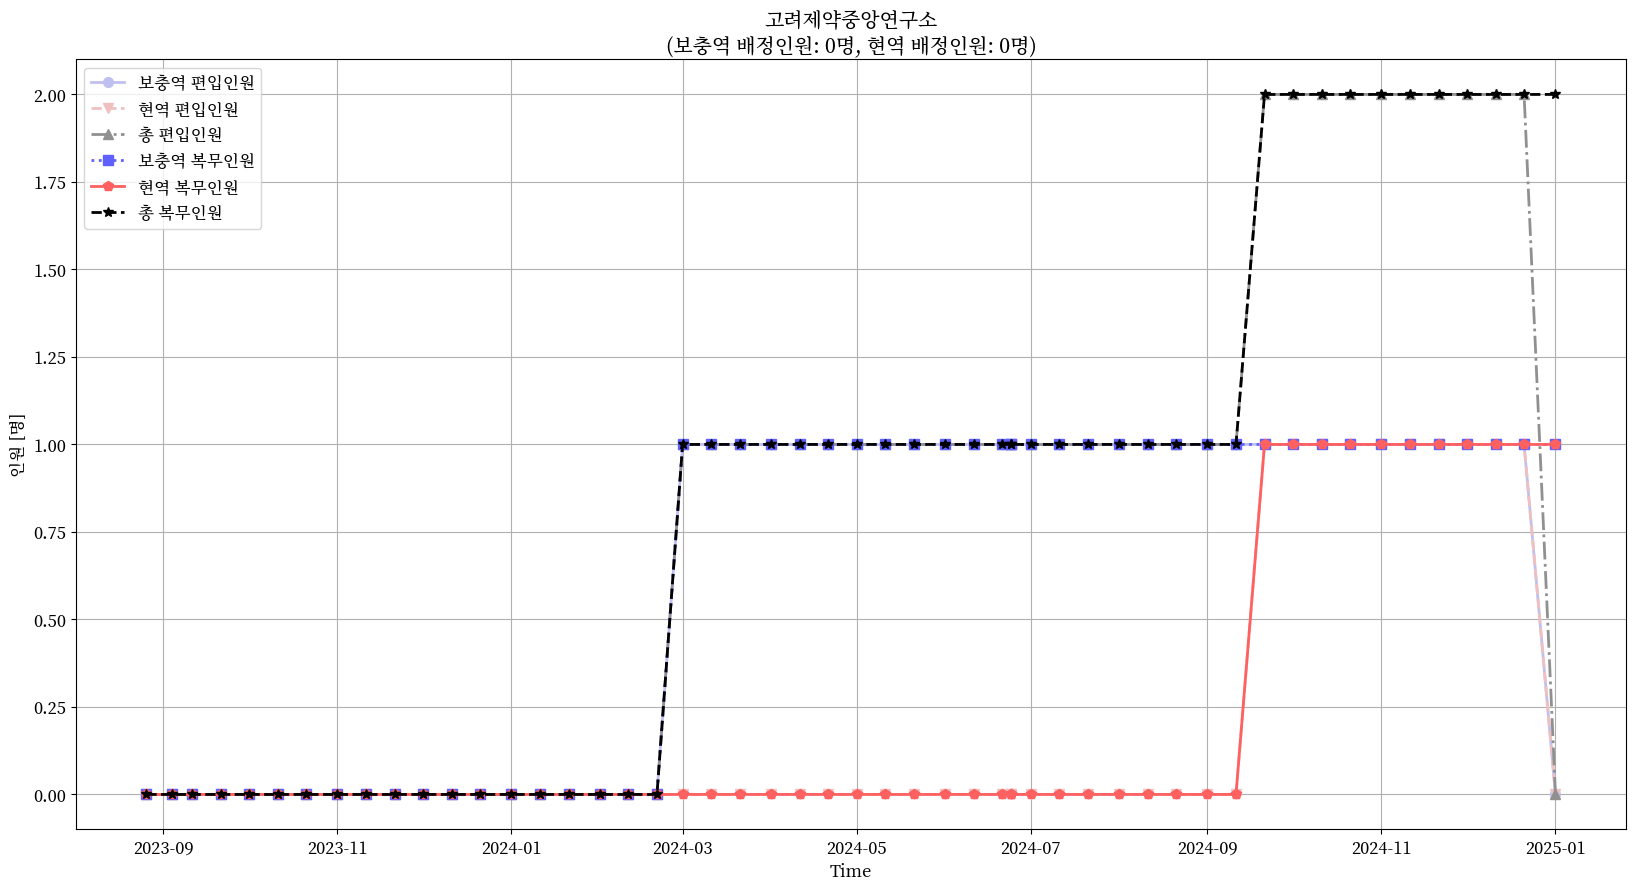 고려제약중앙연구소
(보충역 배정인원: 0명, 현역 배정인원: 0명)
보충역 편입인원
현역 편입인원
총 편입인원
보충역 복무인원
현역 복무인원
총 복무인원
2.00
1.75
1.50
1.25
1.00
0.75
0.50
0.25
0.00
인원 [명]
2023-09
2023-11
2024-01
2024-03
2024-05
2024-07
2024-09
2024-11
2025-01
Time